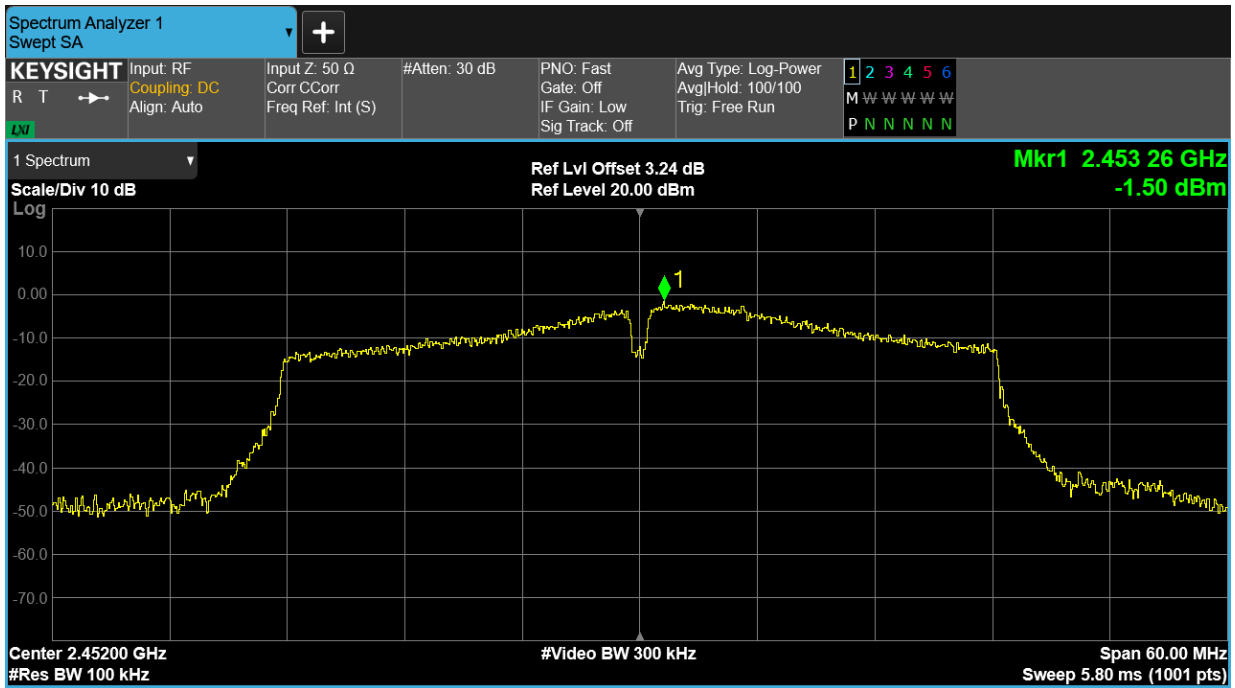 Spectrum Analyzer 1
Swept SA
KEYSIGHT
R T
LXI
Input: RF
Coupling: DC
Align: Auto
Input Z: 50 Ω
Corr CCorr
Freq Ref: Int (S)
#Atten: 30 dB
PNO: Fast
Gate: Off
IF Gain: Low
Sig Track: Off
Avg Type: Log-Power
Avg|Hold: 100/100
Trig: Free Run
1 2 3 4 5 6
M W W W W W
P N N N N N
1 Spectrum
Scale/Div 10 dB
Log
Ref Lvl Offset 3.24 dB
Ref Level 20.00 dBm
Mkr1 2.453 26 GHz
-1.50 dBm
1
10.0
0.00
-10.0
-20.0
-30.0
-40.0
-50.0
-60.0
-70.0
Center 2.45200 GHz
#Res BW 100 kHz
#Video BW 300 kHz
Span 60.00 MHz
Sweep 5.80 ms (1001 pts)